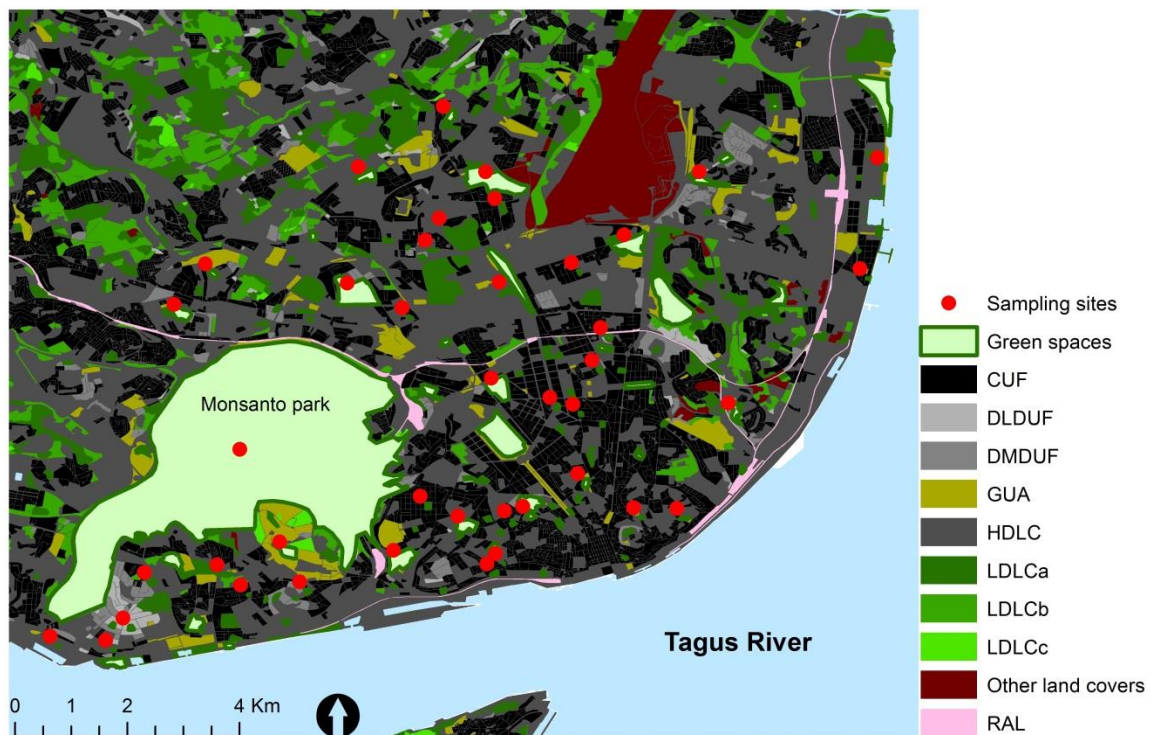 Monsanto park
Tagus River
0 1 2 4 Km
Sampling sites
Green spaces
CUF
DLDUF
DMDUF
GUA
HDLC
LDLCa
LDLCb
LDLCc
Other land covers
RAL